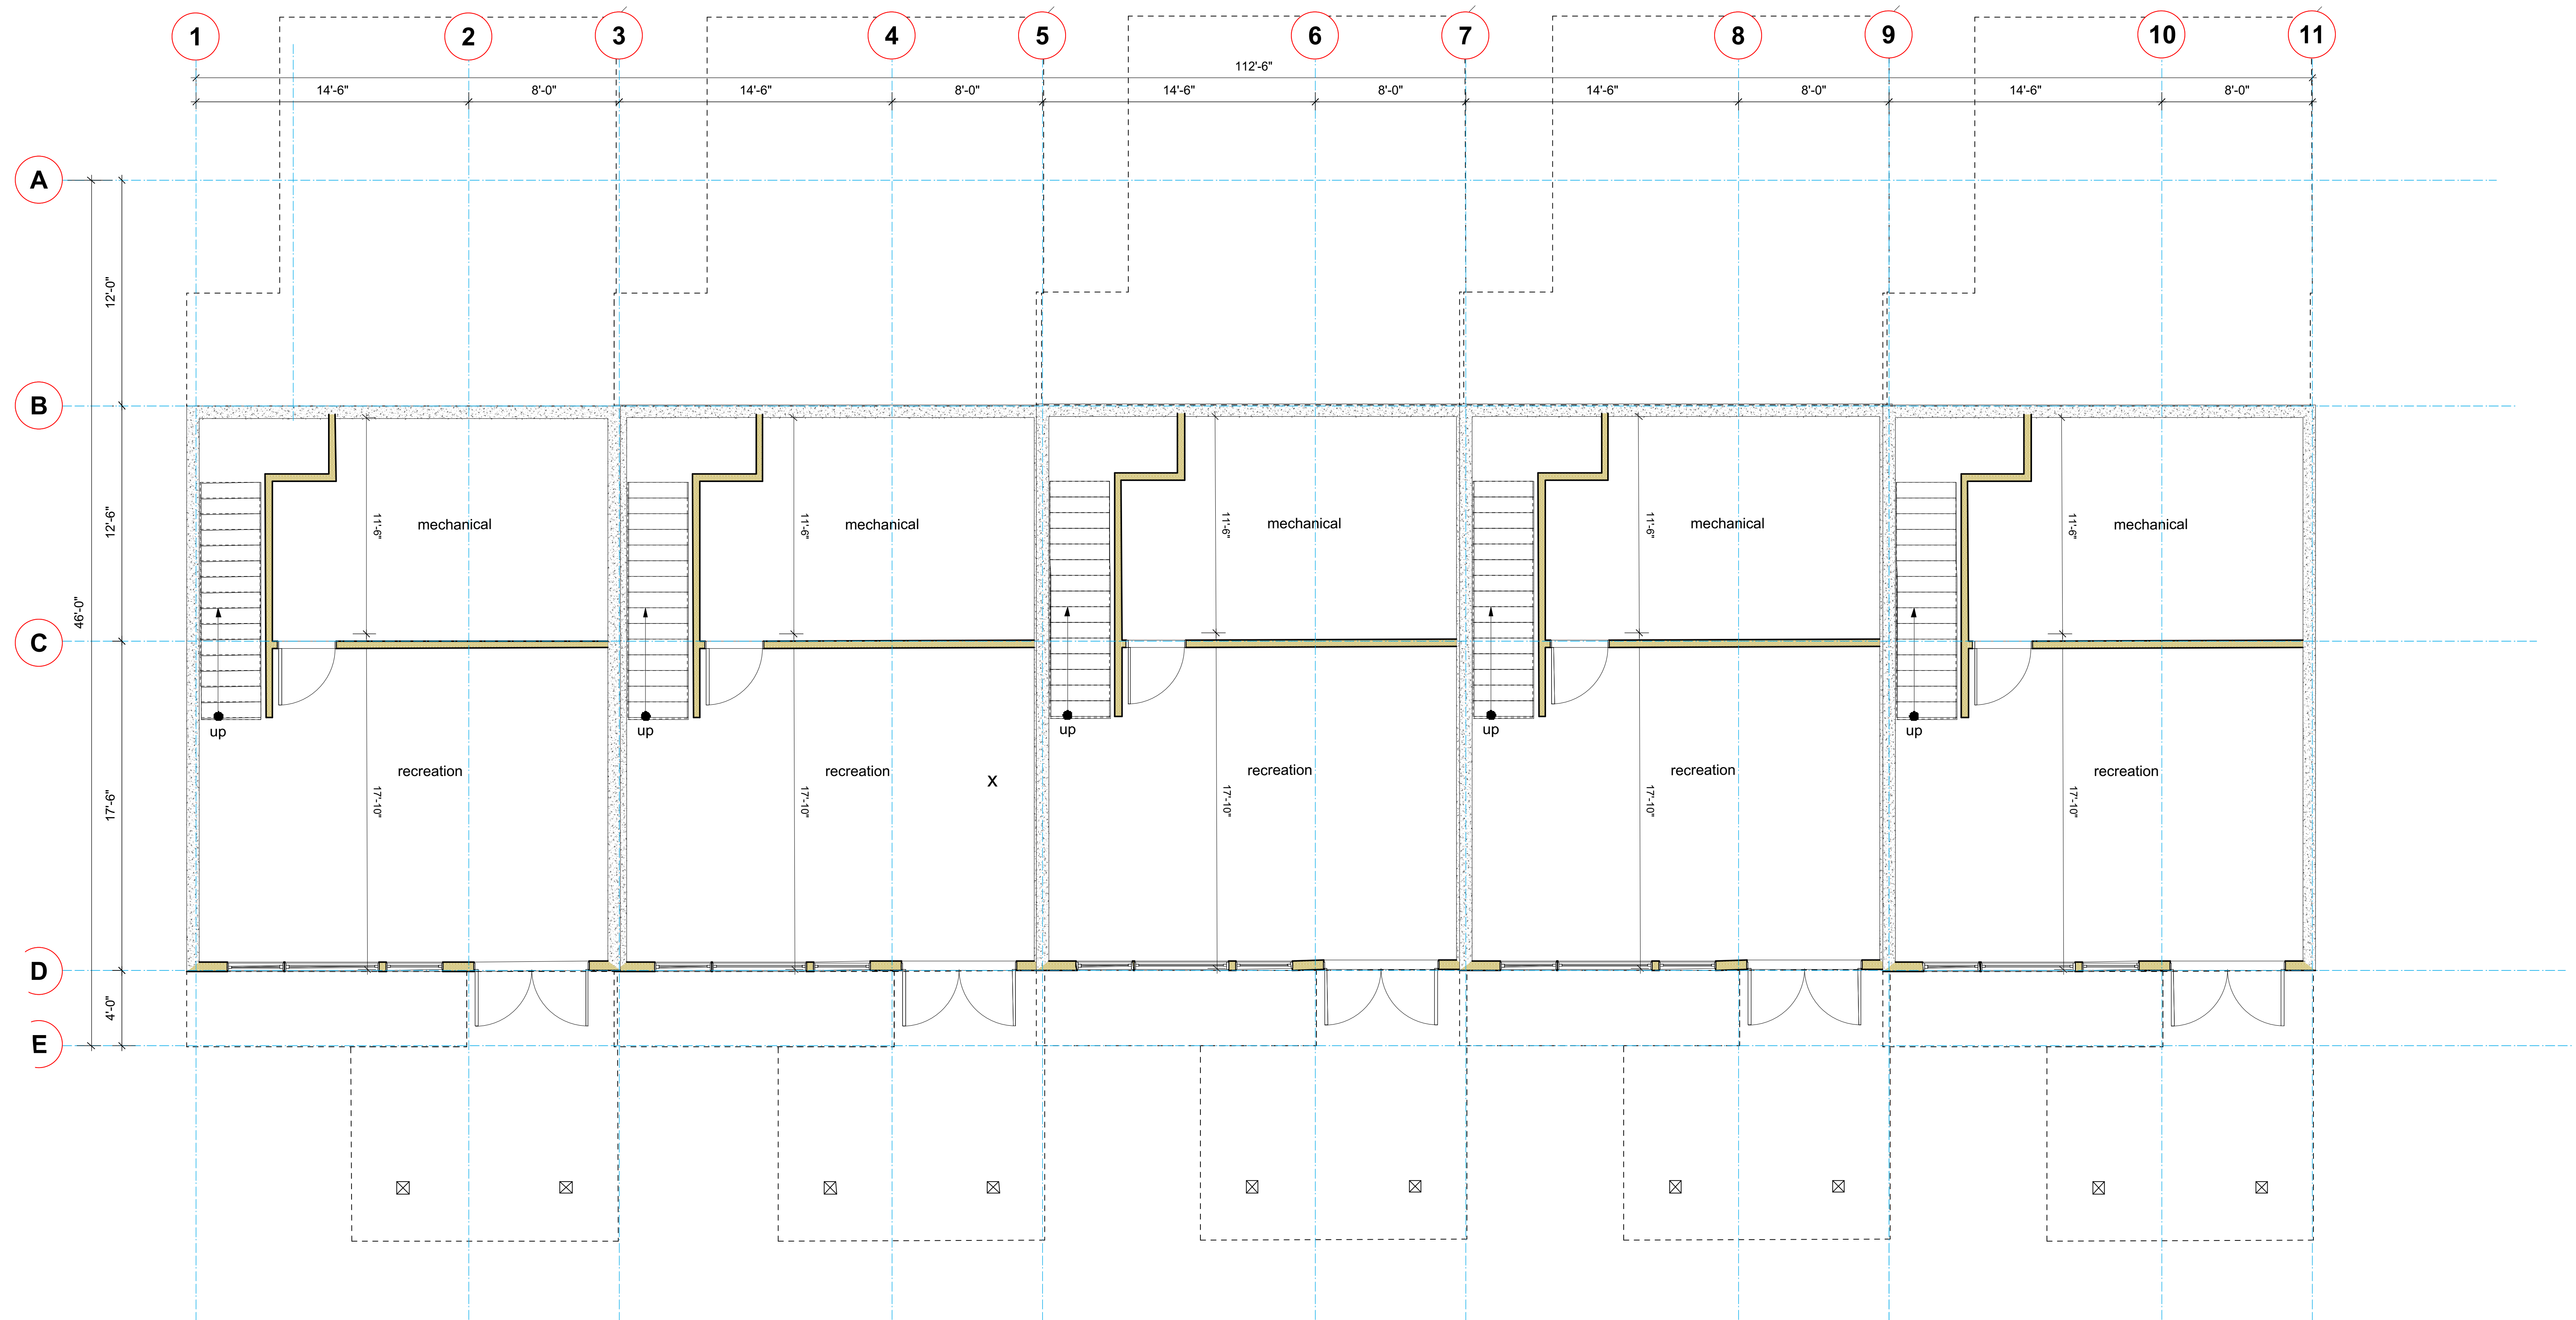 1 2 3 4 5 6 7 8 9 10 11
112'-6"
14'-6" 8'-0" 14'-6" 8'-0" 14'-6" 8'-0" 14'-6" 8'-0" 14'-6" 8'-0"
A
12'-0"
B
12'-6"
11'-6" 11'-6" 11'-6" 11'-6" 11'-6"
mechanical mechanical mechanical mechanical mechanical
46'-0"
C
up up up up up
recreation recreation recreation recreation recreation
x
17'-6"
17'-10" 17'-10" 17'-10" 17'-10" 17'-10"
D
4'-0"
E